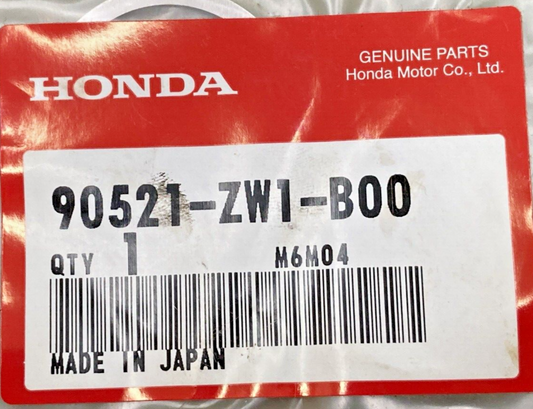 HONDA
GENUINE PARTS
Honda Motor Co., Ltd.
90521-ZW1-B00
QTY 1 M6M04
MADE IN JAPAN